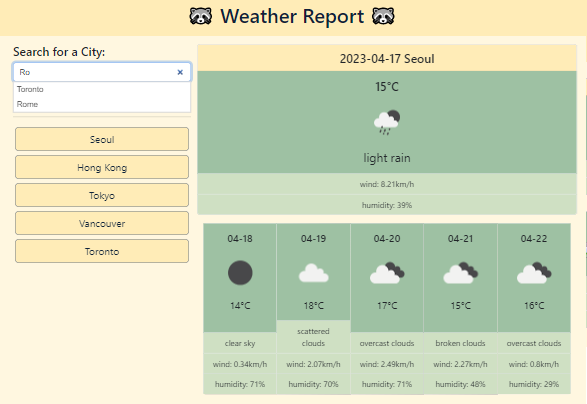 Weather Report
Search for a City:
Ro ×
Toronto
Rome
Seoul
Hong Kong
Tokyo
Vancouver
Toronto
2023-04-17 Seoul
15°C
light rain
wind: 8.21km/h
humidity: 39%
04-18 04-19 04-20 04-21 04-22
14°C 18°C 17°C 15°C 16°C
clear sky scattered clouds overcast clouds broken clouds overcast clouds
wind: 0.34km/h wind: 2.07km/h wind: 2.49km/h wind: 2.27km/h wind: 0.8km/h
humidity: 71% humidity: 70% humidity: 71% humidity: 48% humidity: 29%